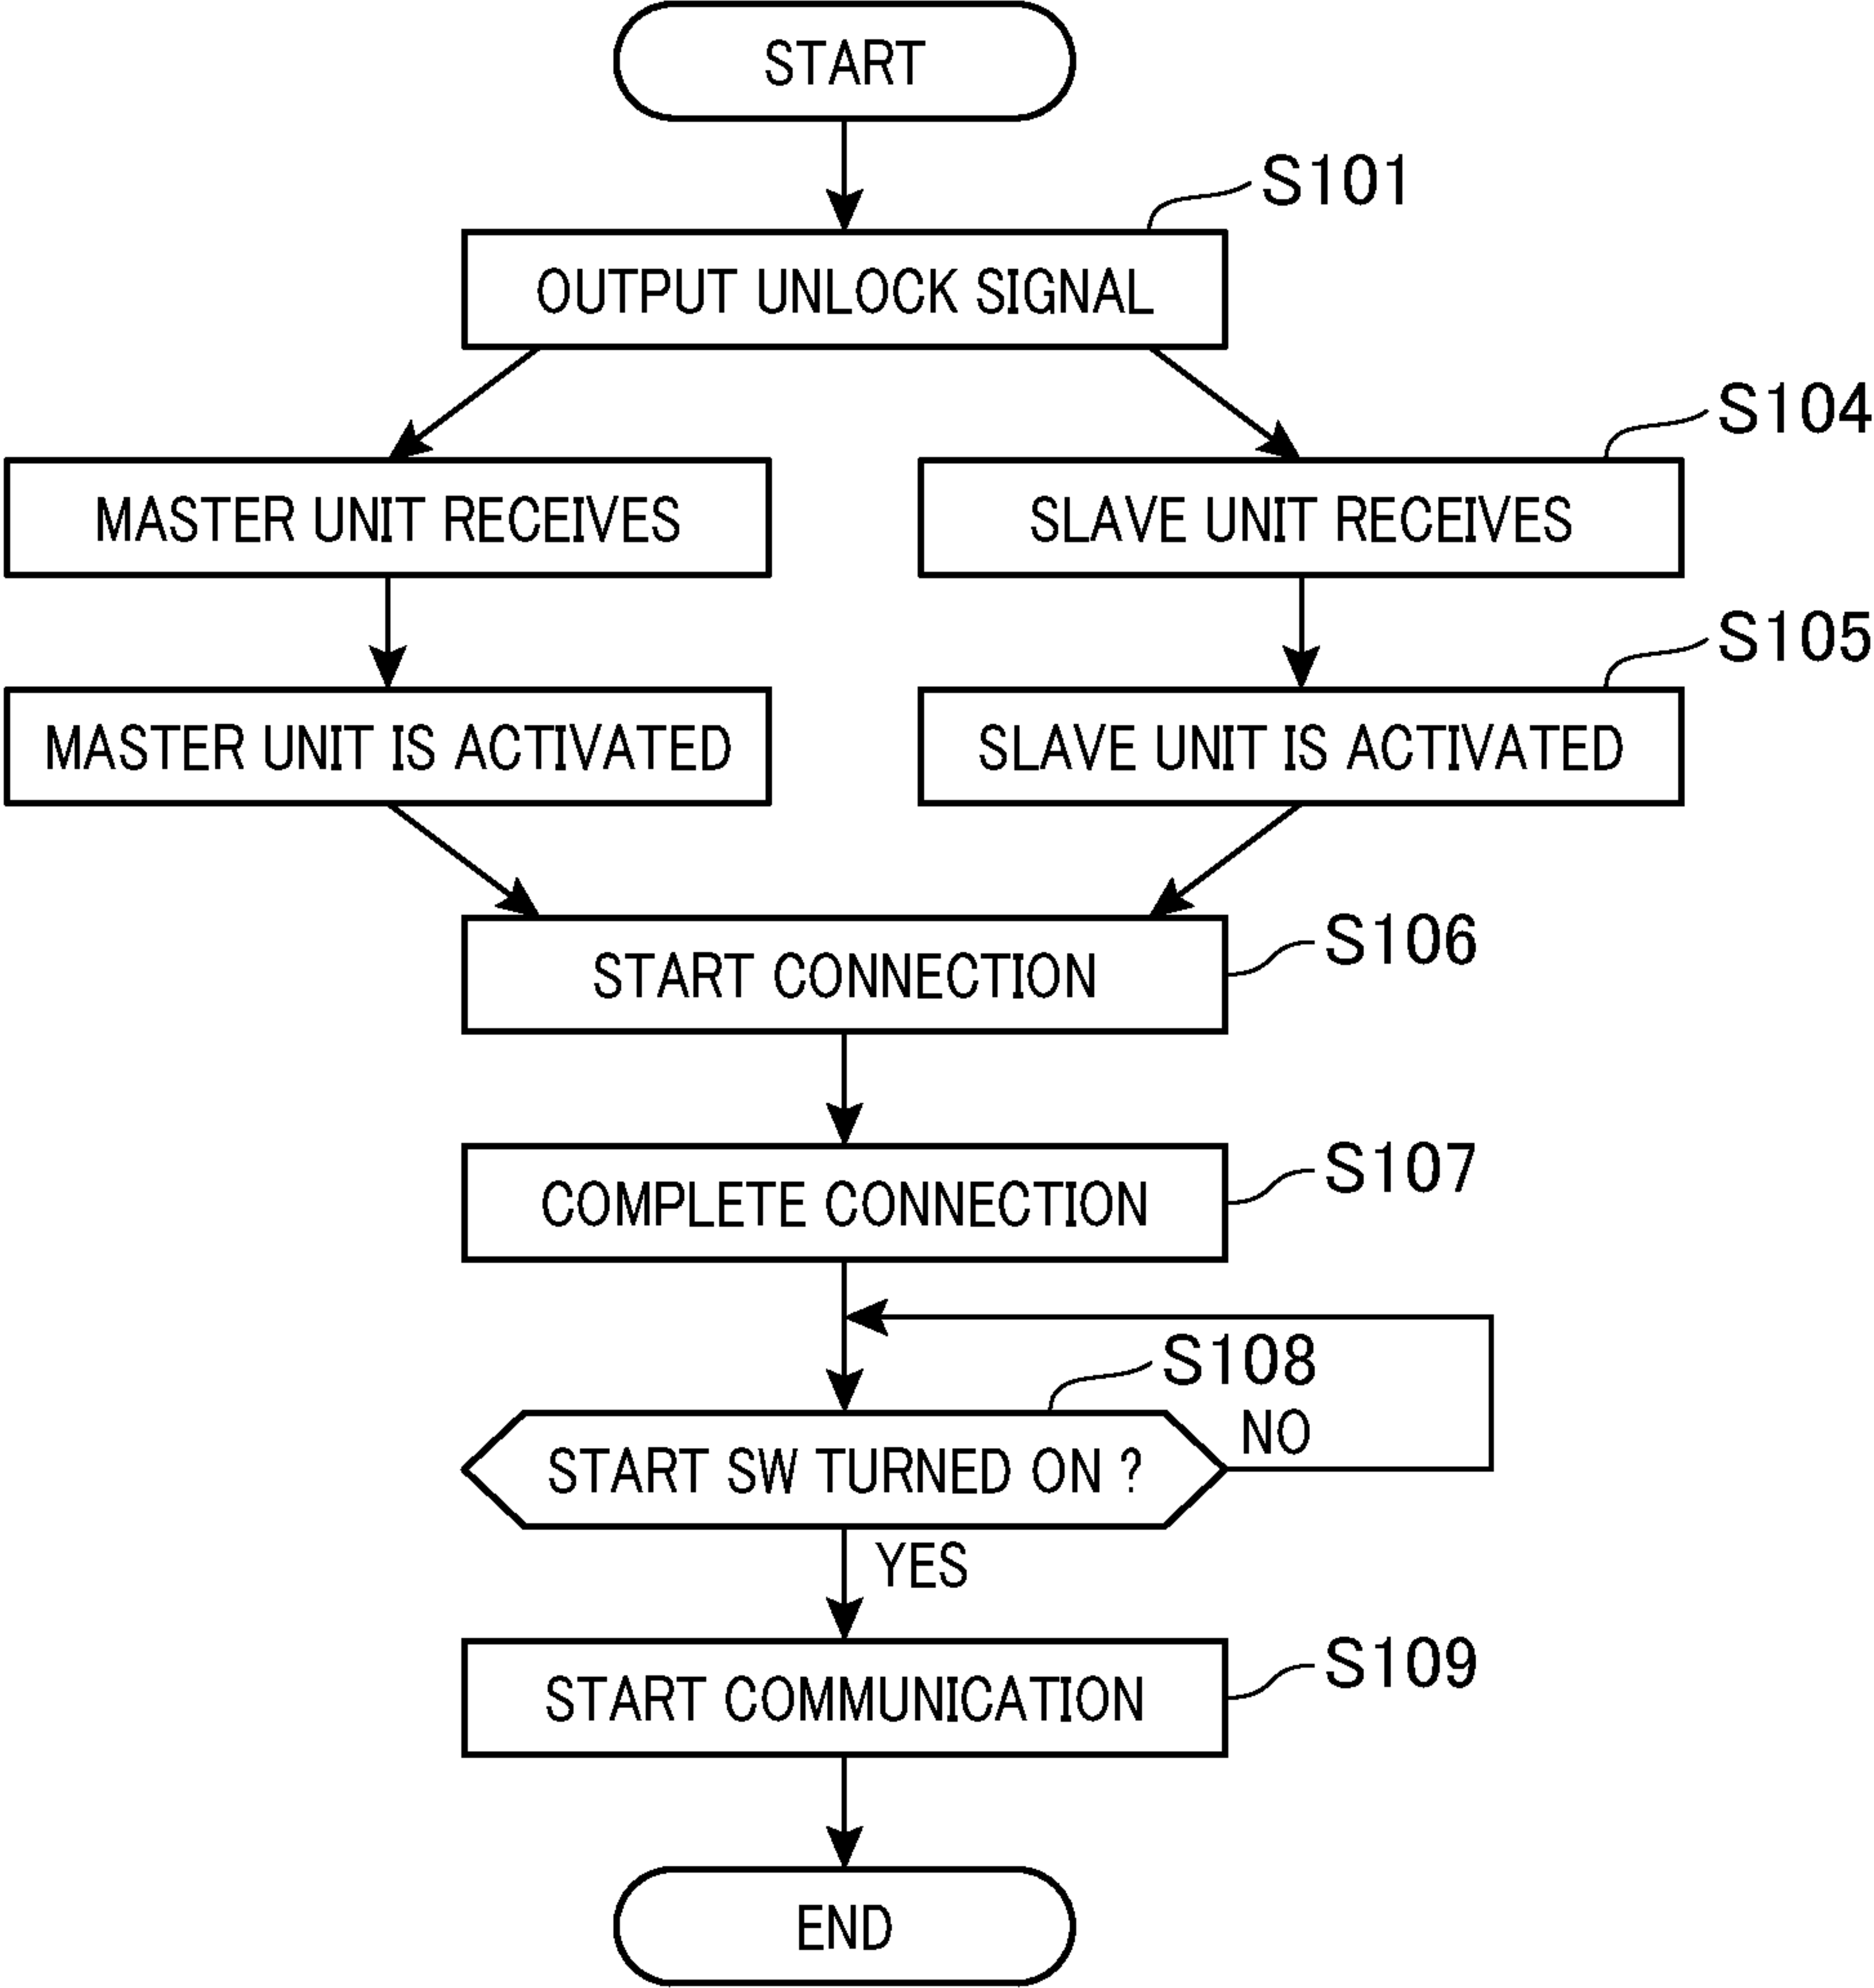 START
S101
OUTPUT UNLOCK SIGNAL
S104
MASTER UNIT RECEIVES
SLAVE UNIT RECEIVES
S105
MASTER UNIT IS ACTIVATED
SLAVE UNIT IS ACTIVATED
S106
START CONNECTION
S107
COMPLETE CONNECTION
S108
NO
START SW TURNED ON ?
YES
S109
START COMMUNICATION
END